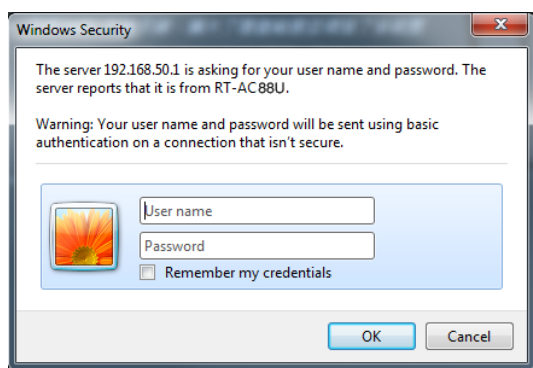 Windows Security
The server 192.168.50.1 is asking for your user name and password. The
server reports that it is from RT-AC88U.
Warning: Your user name and password will be sent using basic
authentication on a connection that isn't secure.
User name
Password
Remember my credentials
OK
Cancel